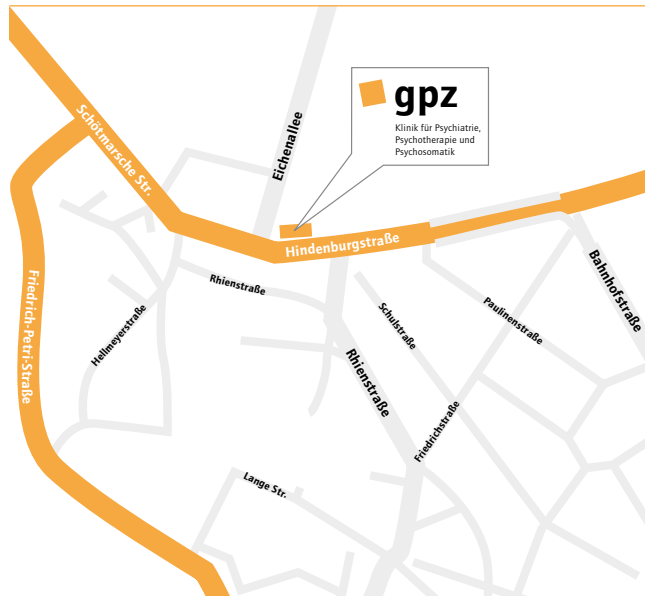 gpz
Klinik für Psychiatrie,
Psychotherapie und
Psychosomatik
Schötmarsche Str.
Eichenallee
Hindenburgstraße
Bahnhofstraße
Rhienstraße
Friedrich-Petri-Straße
Hellmeyerstraße
Schulstraße
Paulinenstraße
Rhienstraße
Friedrichstraße
Lange Str.